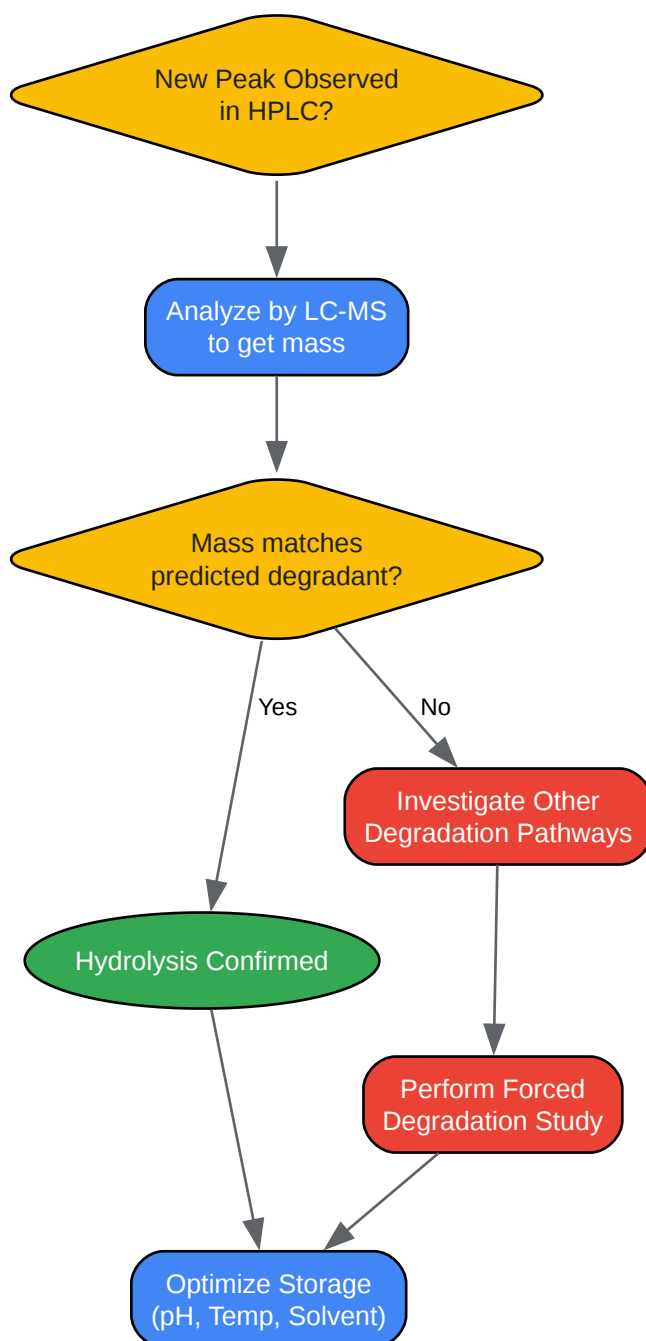 New Peak Observed
in HPLC?
Analyze by LC-MS
to get mass
Mass matches
predicted degradant?
Yes
No
Investigate Other
Degradation Pathways
Hydrolysis Confirmed
Perform Forced
Degradation Study
Optimize Storage
(pH, Temp, Solvent)